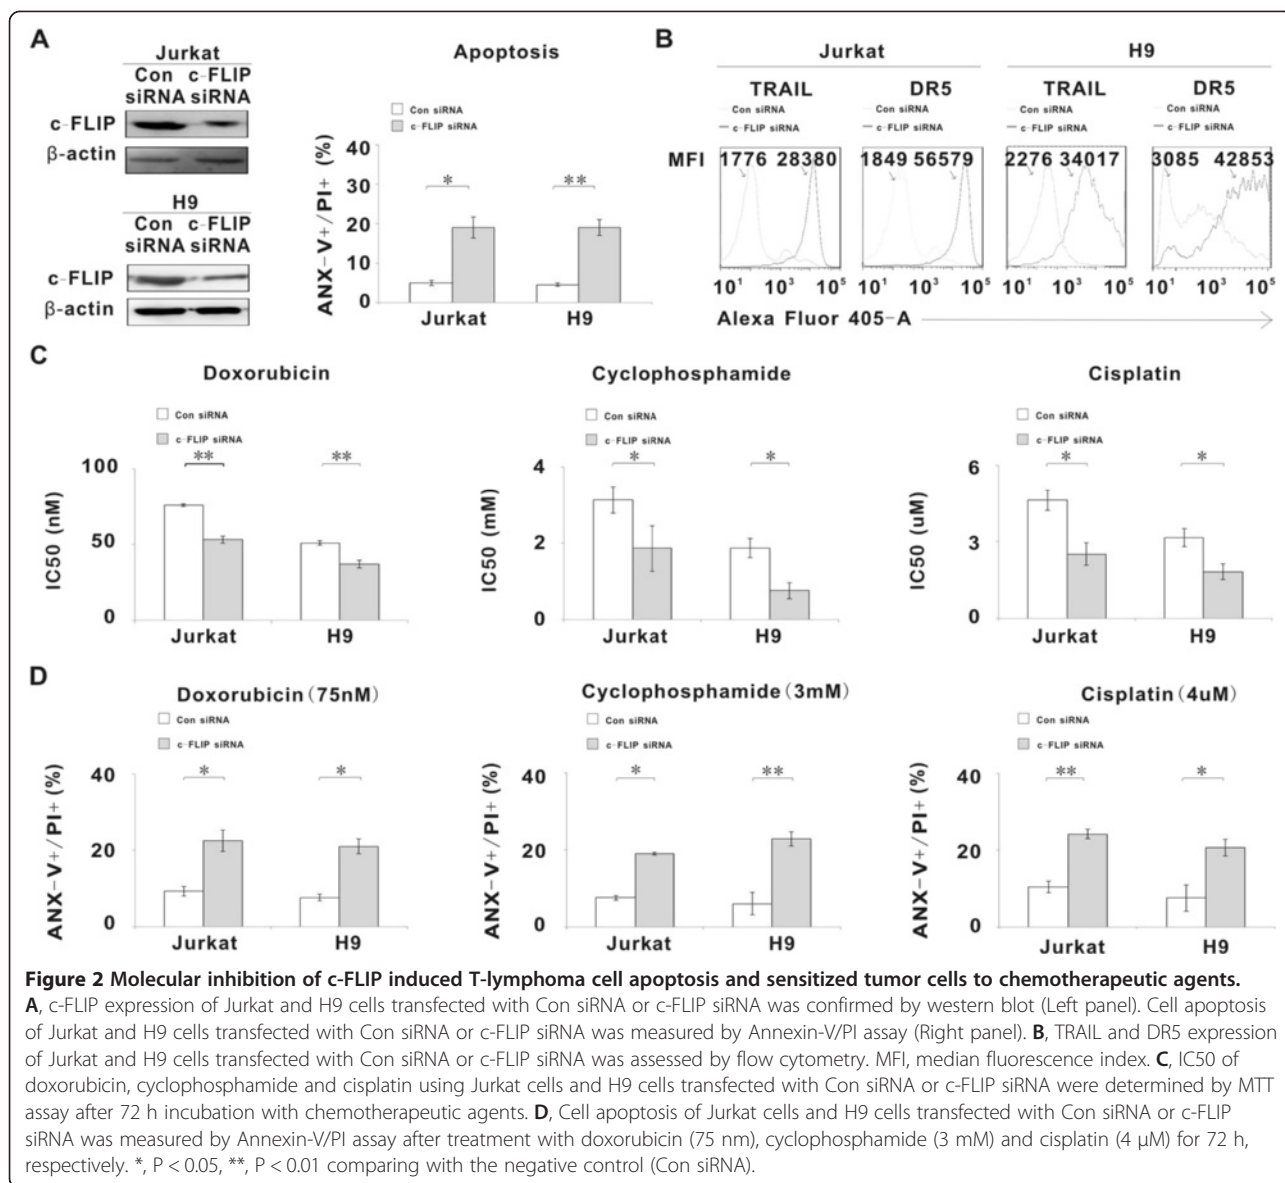 A
Jurkat
Con c-FLIP
siRNA siRNA
c-FLIP
β-actin
H9
Con c-FLIP
siRNA siRNA
c-FLIP
β-actin
Apoptosis
Con siRNA
c-FLIP siRNA
ANX-V+/PI+ (%)
40
30
20
10
0
* **
Jurkat H9
B
Jurkat H9
TRAIL DR5 TRAIL DR5
Con siRNA Con siRNA Con siRNA Con siRNA
c-FLIP siRNA c-FLIP siRNA c-FLIP siRNA c-FLIP siRNA
MFI 1776 28380 1849 56579 2276 34017 3085 42853
10¹ 10³ 10⁵ 10¹ 10³ 10⁵ 10¹ 10³ 10⁵ 10¹ 10³ 10⁵
Alexa Fluor 405-A
C
Doxorubicin
Con siRNA
c-FLIP siRNA
IC50 (nM)
100
50
0
** **
Jurkat H9
Cyclophosphamide
Con siRNA
c-FLIP siRNA
IC50 (mM)
4
2
0
* *
Jurkat H9
Cisplatin
Con siRNA
c-FLIP siRNA
IC50 (uM)
6
3
0
* *
Jurkat H9
D
Doxorubicin (75nM)
Con siRNA
c-FLIP siRNA
ANX-V+/PI+ (%)
40
20
0
* *
Jurkat H9
Cyclophosphamide (3mM)
Con siRNA
c-FLIP siRNA
ANX-V+/PI+ (%)
40
20
0
* **
Jurkat H9
Cisplatin (4uM)
Con siRNA
c-FLIP siRNA
ANX-V+/PI+ (%)
40
20
0
** *
Jurkat H9
Figure 2 Molecular inhibition of c-FLIP induced T-lymphoma cell apoptosis and sensitized tumor cells to chemotherapeutic agents.
A, c-FLIP expression of Jurkat and H9 cells transfected with Con siRNA or c-FLIP siRNA was confirmed by western blot (Left panel). Cell apoptosis
of Jurkat and H9 cells transfected with Con siRNA or c-FLIP siRNA was measured by Annexin-V/PI assay (Right panel). B, TRAIL and DR5 expression
of Jurkat and H9 cells transfected with Con siRNA or c-FLIP siRNA was assessed by flow cytometry. MFI, median fluorescence index. C, IC50 of
doxorubicin, cyclophosphamide and cisplatin using Jurkat cells and H9 cells transfected with Con siRNA or c-FLIP siRNA were determined by MTT
assay after 72 h incubation with chemotherapeutic agents. D, Cell apoptosis of Jurkat cells and H9 cells transfected with Con siRNA or c-FLIP
siRNA was measured by Annexin-V/PI assay after treatment with doxorubicin (75 nm), cyclophosphamide (3 mM) and cisplatin (4 μM) for 72 h,
respectively. *, P < 0.05, **, P < 0.01 comparing with the negative control (Con siRNA).